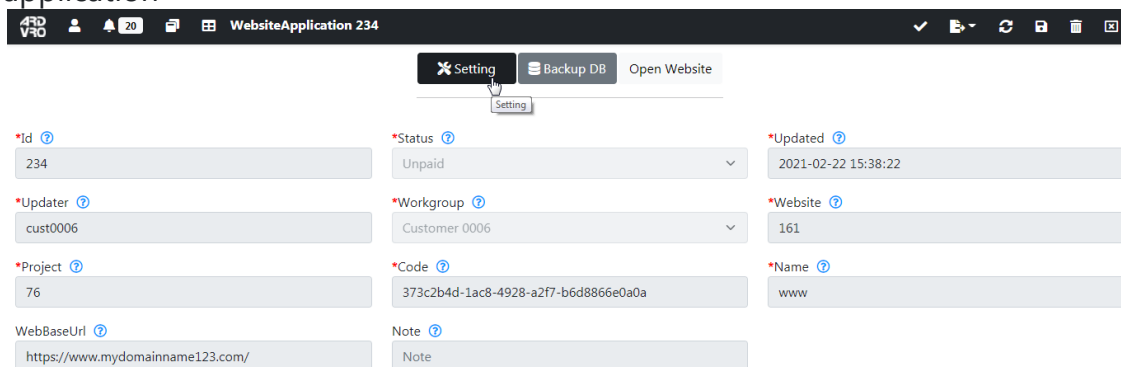 application
ARD VRO 20 WebsiteApplication 234
Setting Backup DB Open Website
Setting
*Id *Status *Updated
234 Unpaid 2021-02-22 15:38:22
*Updater *Workgroup *Website
cust0006 Customer 0006 161
*Project *Code *Name
76 373c2b4d-1ac8-4928-a2f7-b6d8866e0a0a www
WebBaseUrl Note
https://www.mydomainname123.com/ Note